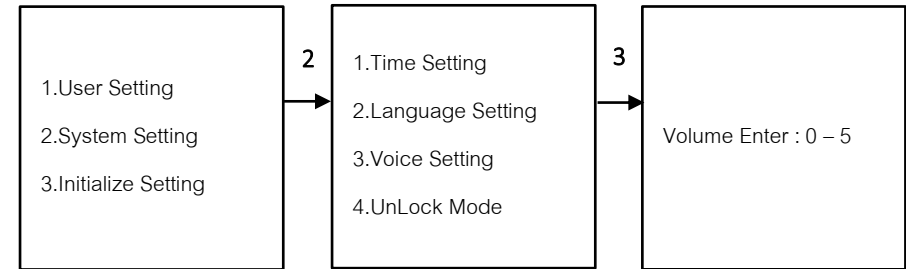 1.User Setting
2.System Setting
3.Initialize Setting
2
1.Time Setting
2.Language Setting
3.Voice Setting
4.UnLock Mode
3
Volume Enter : 0 – 5